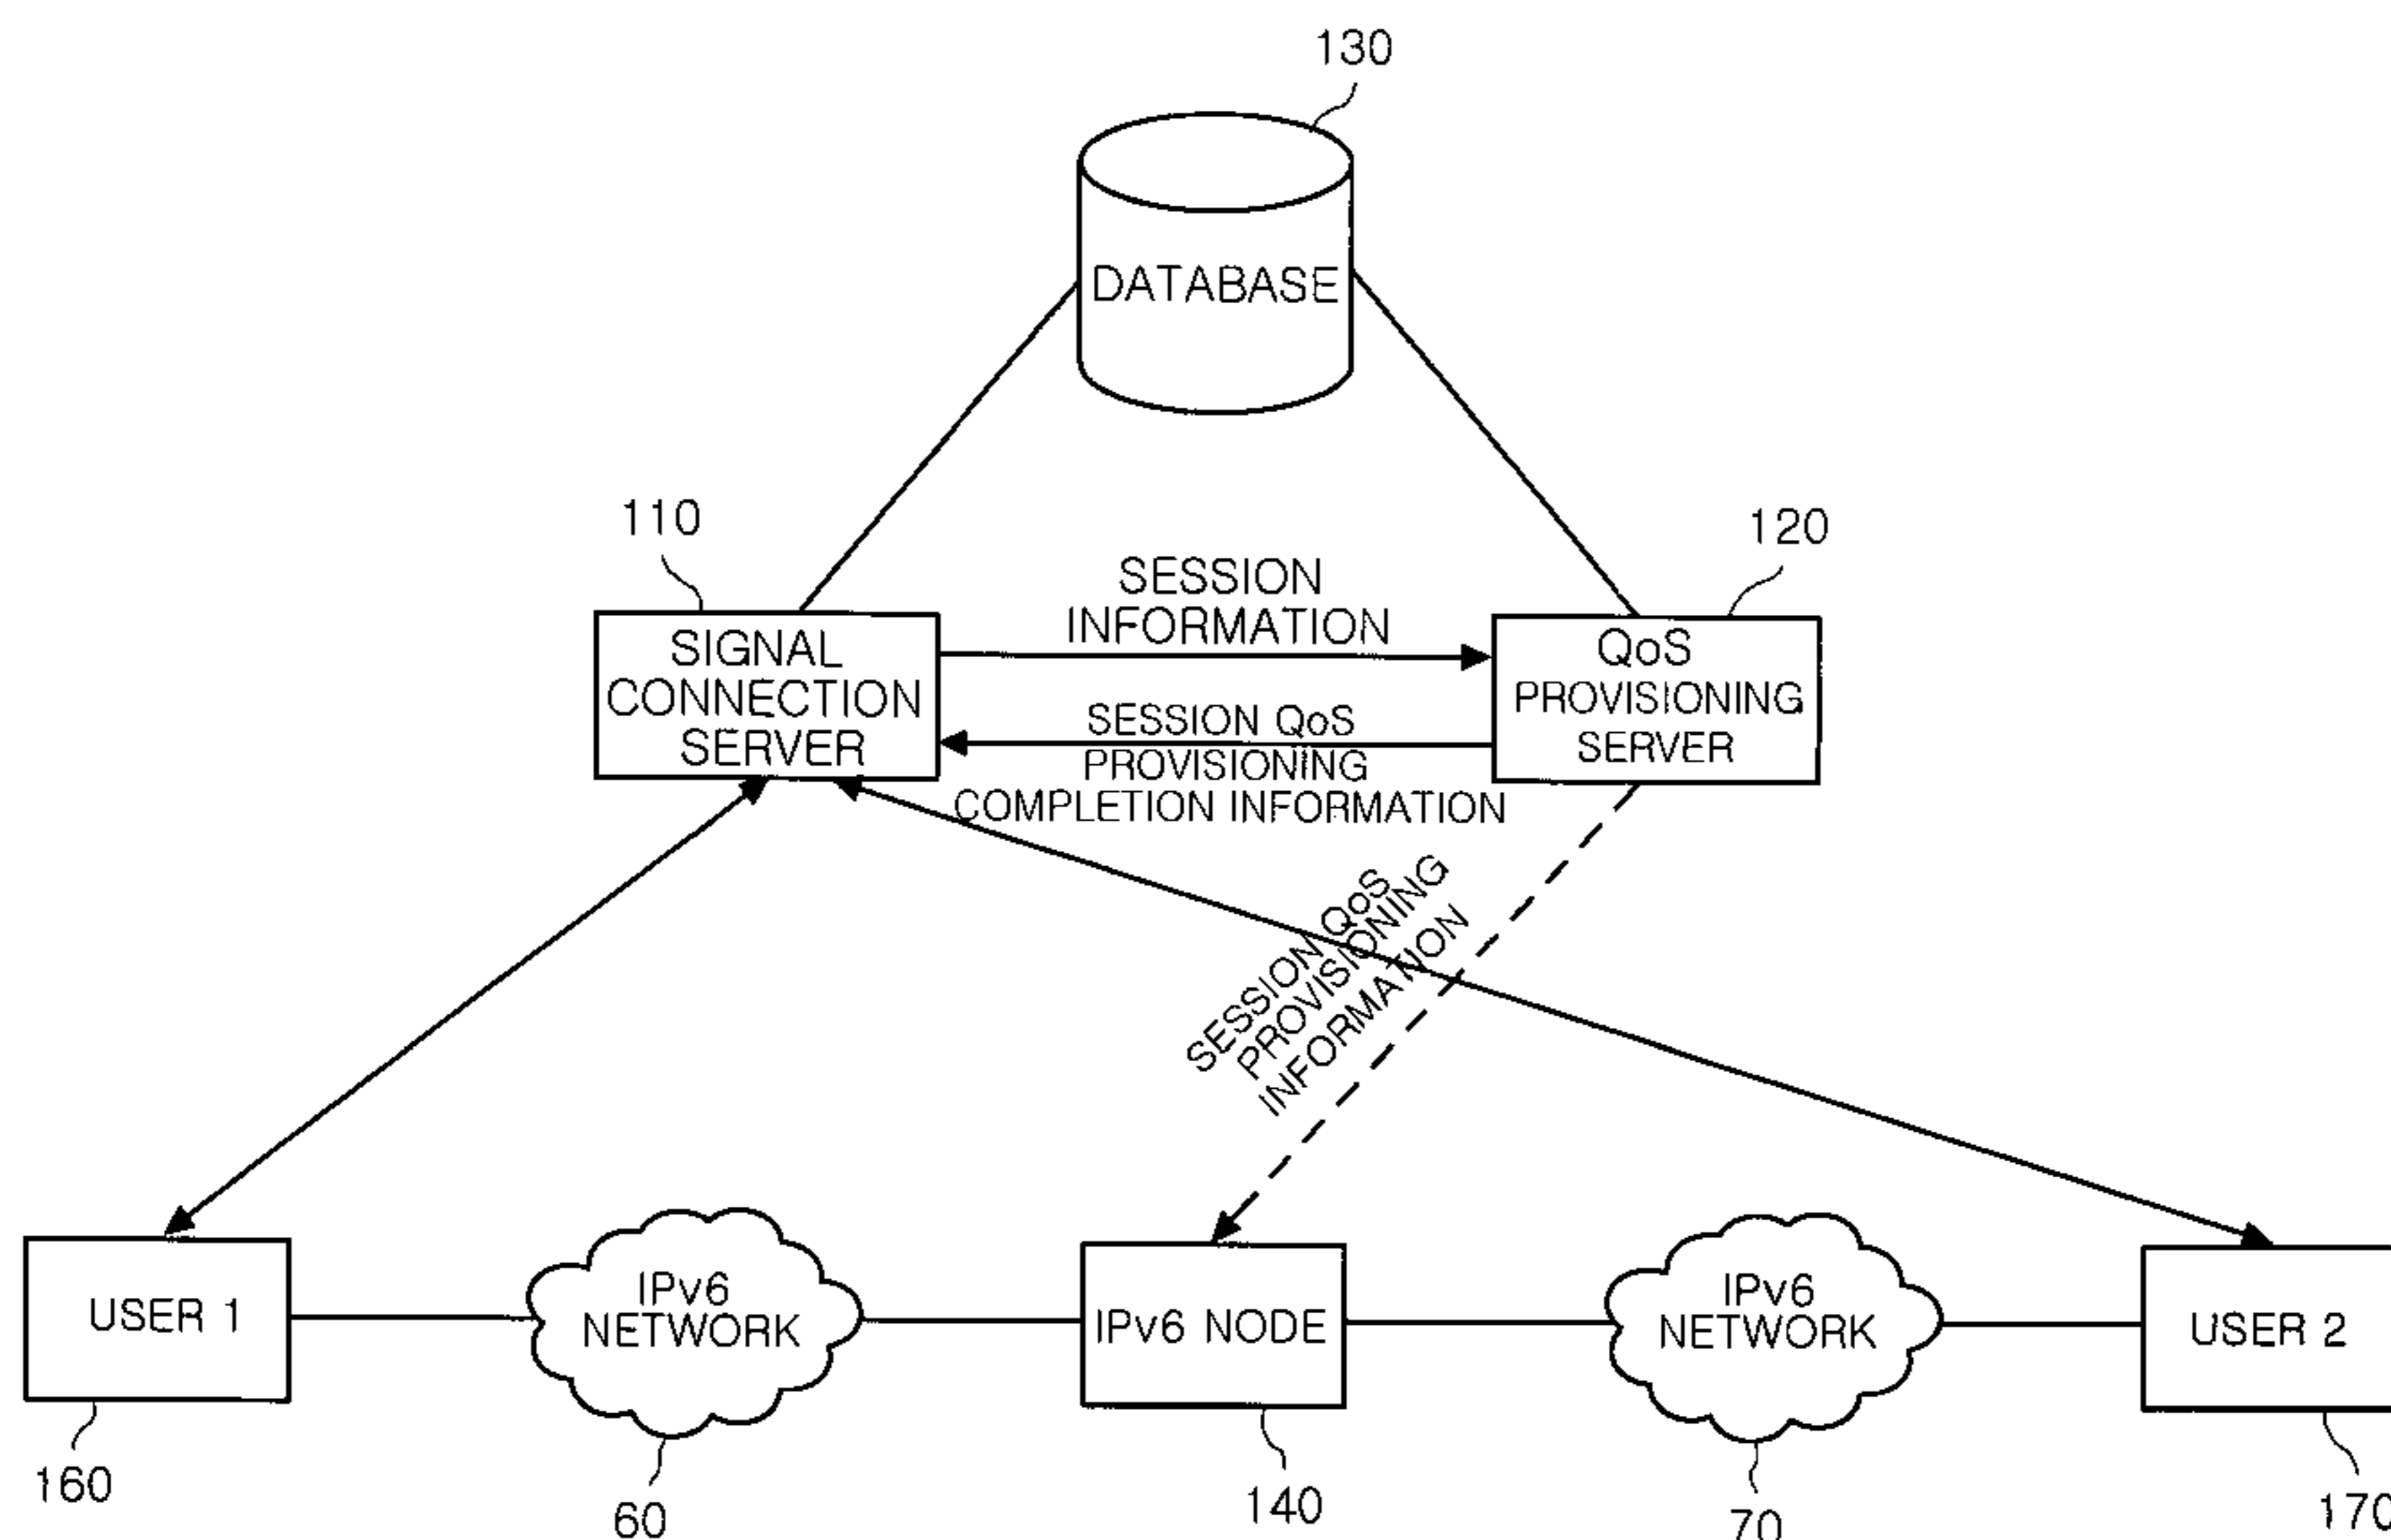 130
DATABASE
110
120
SESSION
INFORMATION
SIGNAL
CONNECTION
SERVER
QoS
PROVISIONING
SERVER
SESSION QoS
PROVISIONING
COMPLETION INFORMATION
SESSION QoS
PROVISIONING
INFORMATION
USER 1
IPv6
NETWORK
IPv6 NODE
IPv6
NETWORK
USER 2
160
60
140
70
170